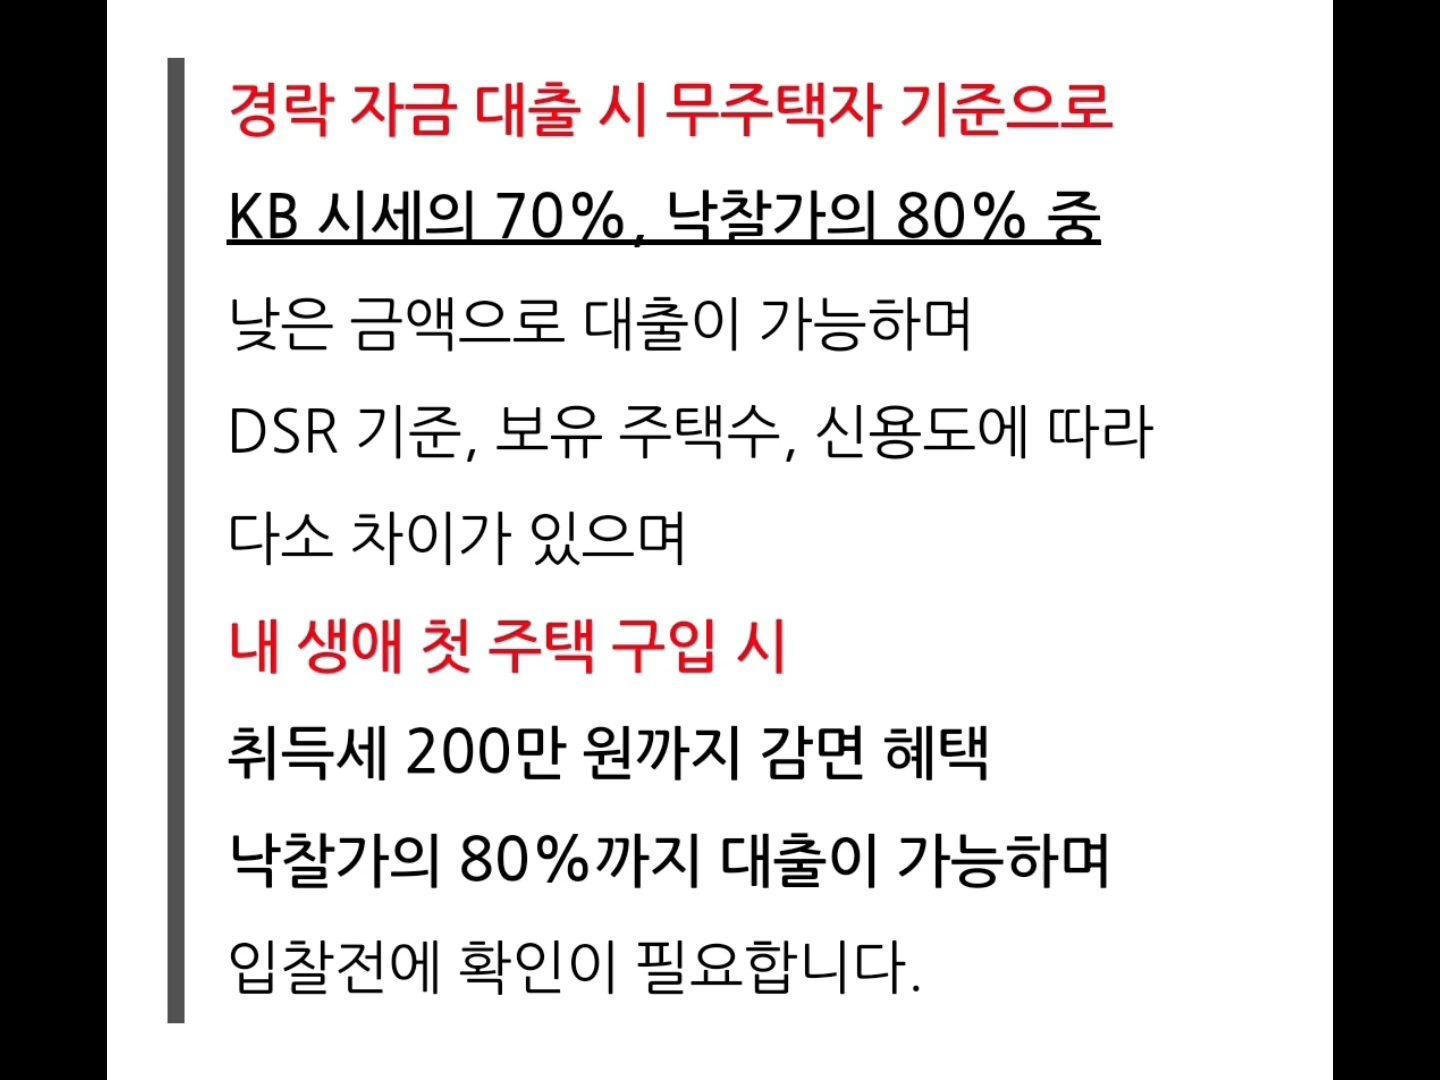 경락 자금 대출 시 무주택자 기준으로
KB 시세의 70%, 낙찰가의 80% 중
낮은 금액으로 대출이 가능하며
DSR 기준, 보유 주택수, 신용도에 따라
다소 차이가 있으며
내 생애 첫 주택 구입 시
취득세 200만 원까지 감면 혜택
낙찰가의 80%까지 대출이 가능하며
입찰전에 확인이 필요합니다.